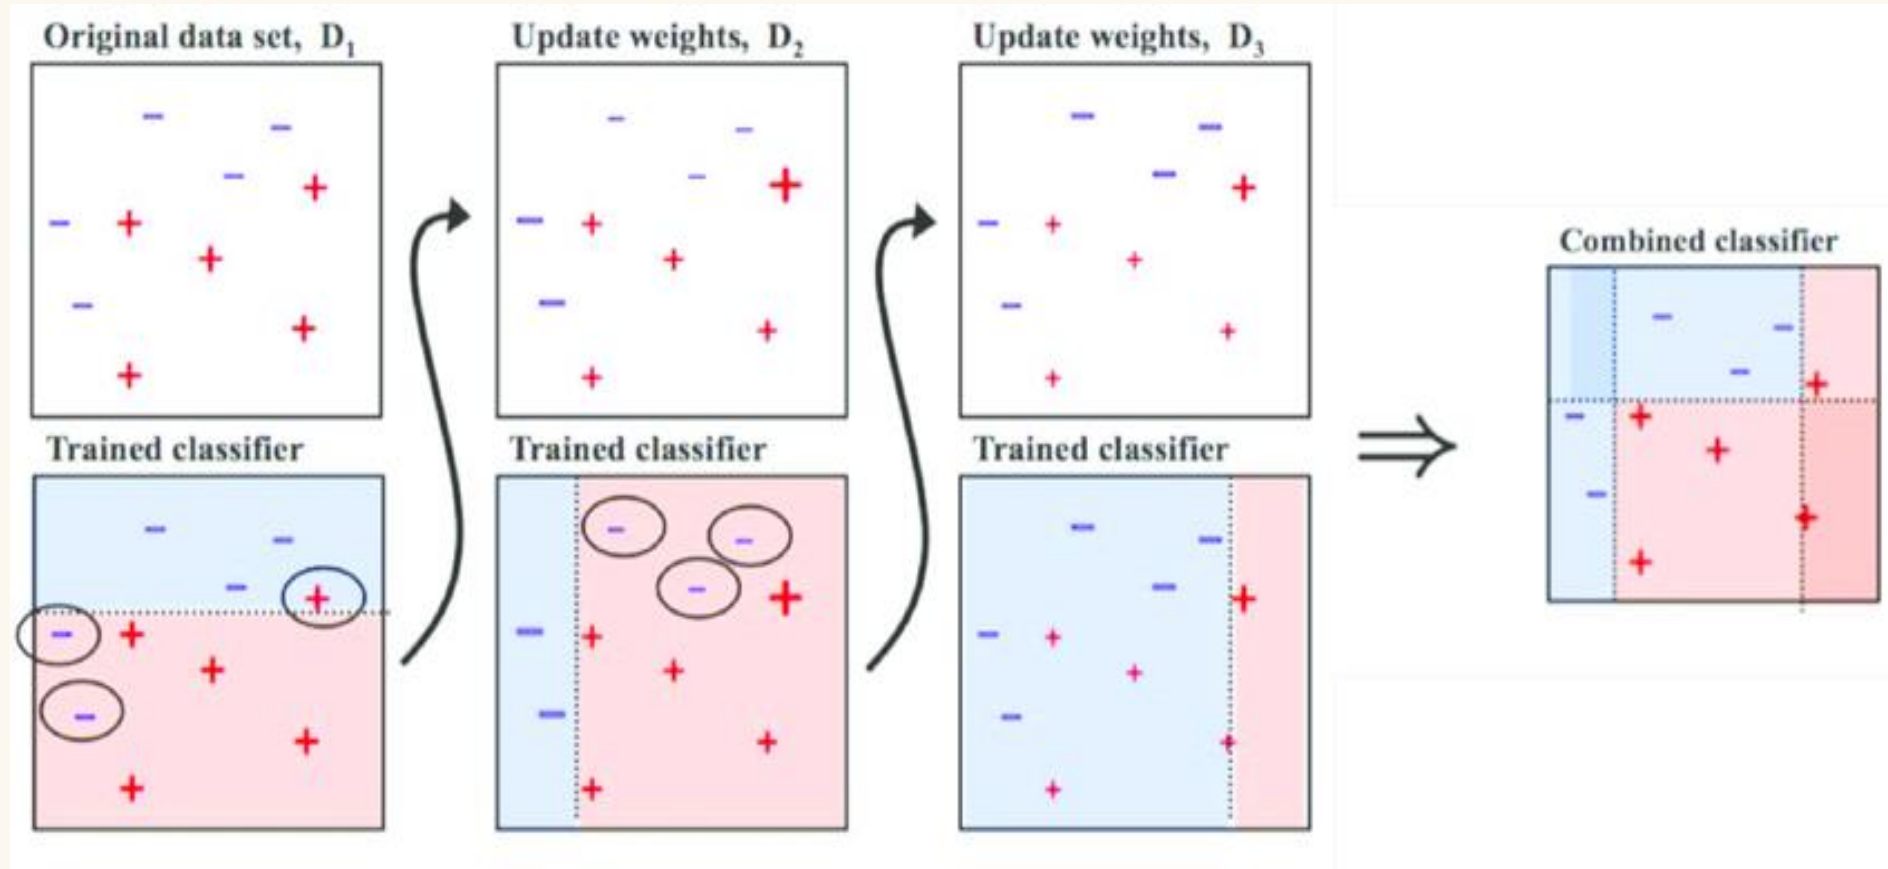 Original data set, D₁
Update weights, D₂
Update weights, D₃
Combined classifier
Trained classifier
Trained classifier
Trained classifier